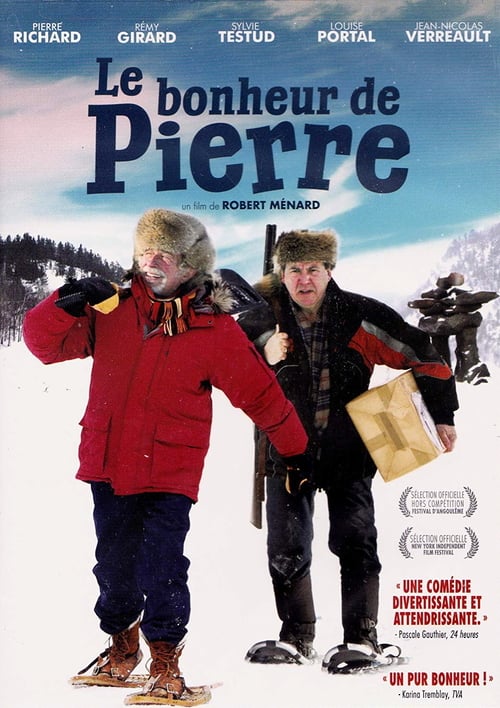 PIERRE RICHARD
RÉMY GIRARD
SYLVIE TESTUD
LOUISE PORTAL
JEAN-NICOLAS VERREAULT
Le bonheur de
Pierre
un film de ROBERT MÉNARD
SÉLECTION OFFICIELLE
HORS COMPÉTITION
FESTIVAL D'ANGOULÊME
SÉLECTION OFFICIELLE
NEW YORK INDEPENDENT
FILM FESTIVAL
« UNE COMÉDIE
DIVERTISSANTE ET
ATTENDRISSANTE. »
- Pascale Gauthier, 24 heures
« UN PUR BONHEUR ! »
- Karina Tremblay, TVA